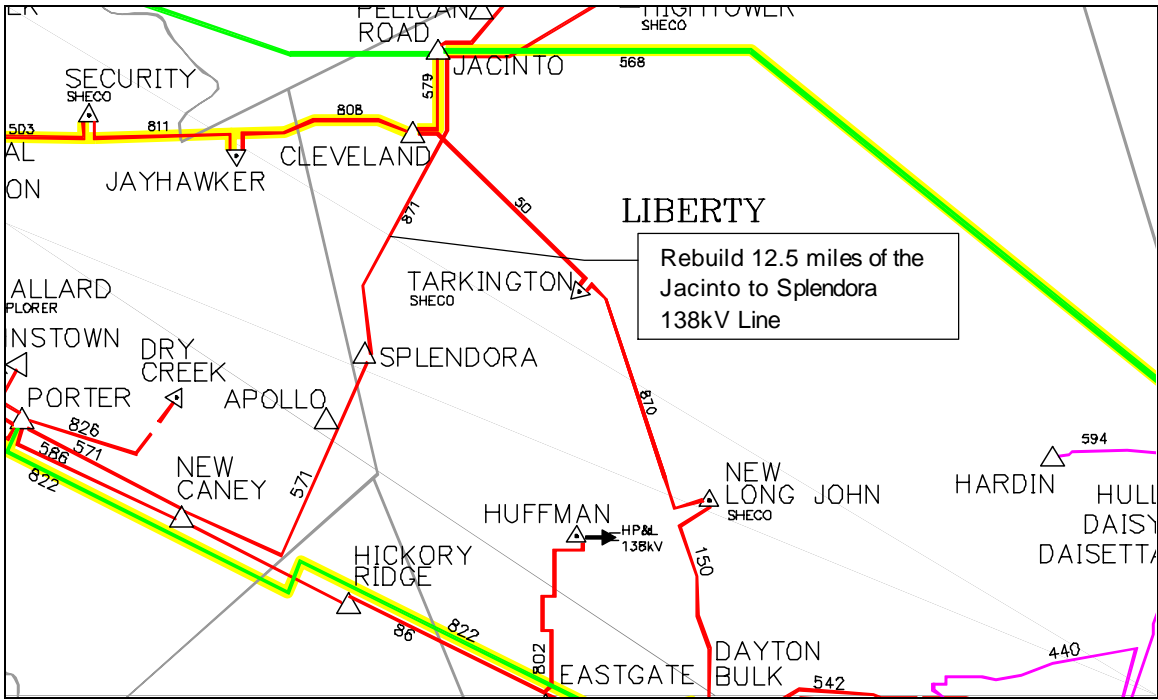 PELICAN
ROAD
HIGHTOWER
SHECO
ER
JACINTO
568
579
SECURITY
SHECO
503
811
808
AL
ON
JAYHAWKER
CLEVELAND
871
50
LIBERTY
Rebuild 12.5 miles of the
Jacinto to Splendora
138kV Line
TARKINGTON
SHECO
ALLARD
PLORER
INSTOWN
DRY
CREEK
SPLENDORA
PORTER
APOLLO
826
571
586
822
870
594
NEW
CANEY
571
NEW
LONG JOHN
SHECO
HARDIN
HULL
DAISY
DAISETTA
HUFFMAN
HP&L
138kV
HICKORY
RIDGE
150
86
822
802
EASTGATE
DAYTON
BULK
542
440